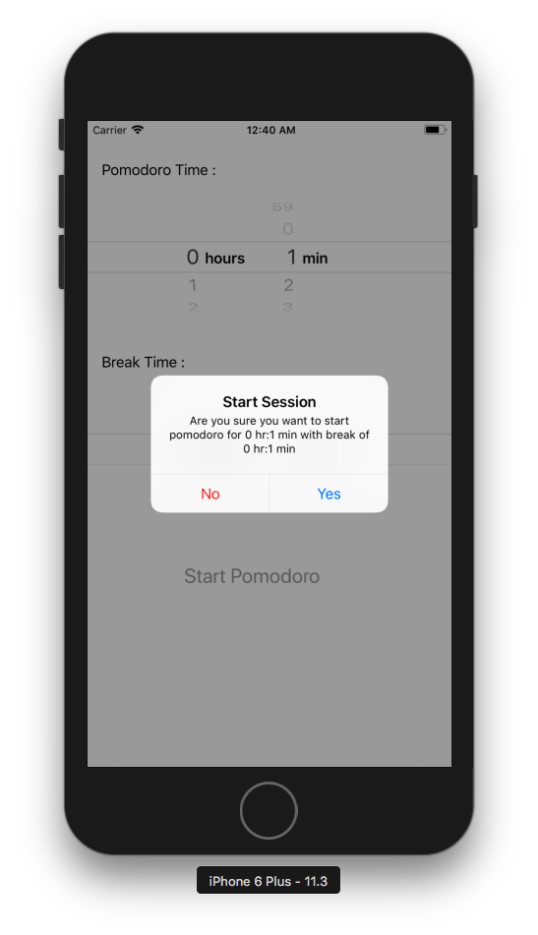 Carrier 12:40 AM
Pomodoro Time :
59
0
0 hours 1 min
1 2
2 3
Break Time :
Start Session
Are you sure you want to start
pomodoro for 0 hr:1 min with break of
0 hr:1 min
No Yes
Start Pomodoro
iPhone 6 Plus - 11.3